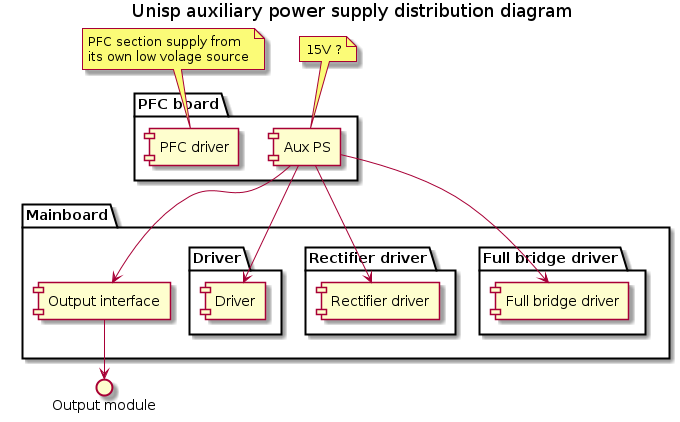 Unisp auxiliary power supply distribution diagram
PFC section supply from
its own low volage source
15V ?
PFC board
PFC driver
Aux PS
Mainboard
Driver
Rectifier driver
Full bridge driver
Output interface
Driver
Rectifier driver
Full bridge driver
Output module